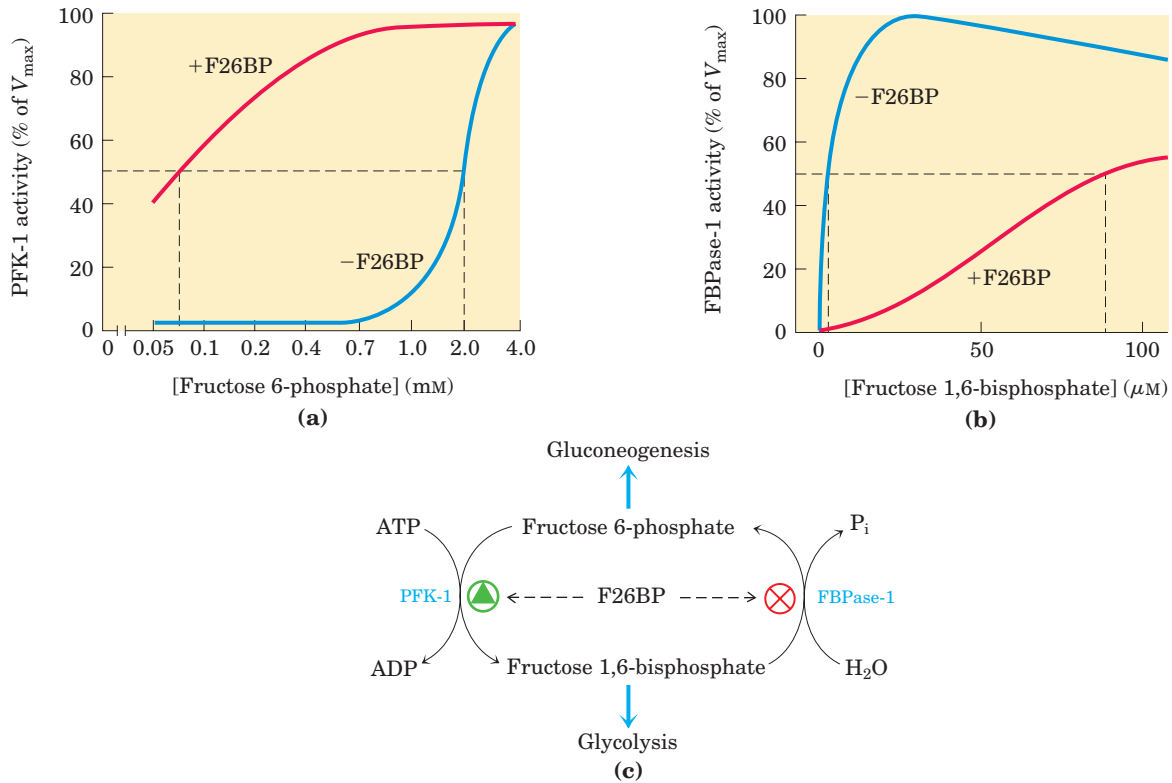 PFK-1 activity (% of Vmax)
100
80
60
40
20
0
+F26BP
−F26BP
0 0.05 0.1 0.2 0.4 0.7 1.0 2.0 4.0
[Fructose 6-phosphate] (mM)
(a)
FBPase-1 activity (% of Vmax)
100
80
60
40
20
0
−F26BP
+F26BP
0 50 100
[Fructose 1,6-bisphosphate] (μM)
(b)
Gluconeogenesis
ATP Fructose 6-phosphate Pi
PFK-1 F26BP FBPase-1
ADP Fructose 1,6-bisphosphate H2O
Glycolysis
(c)